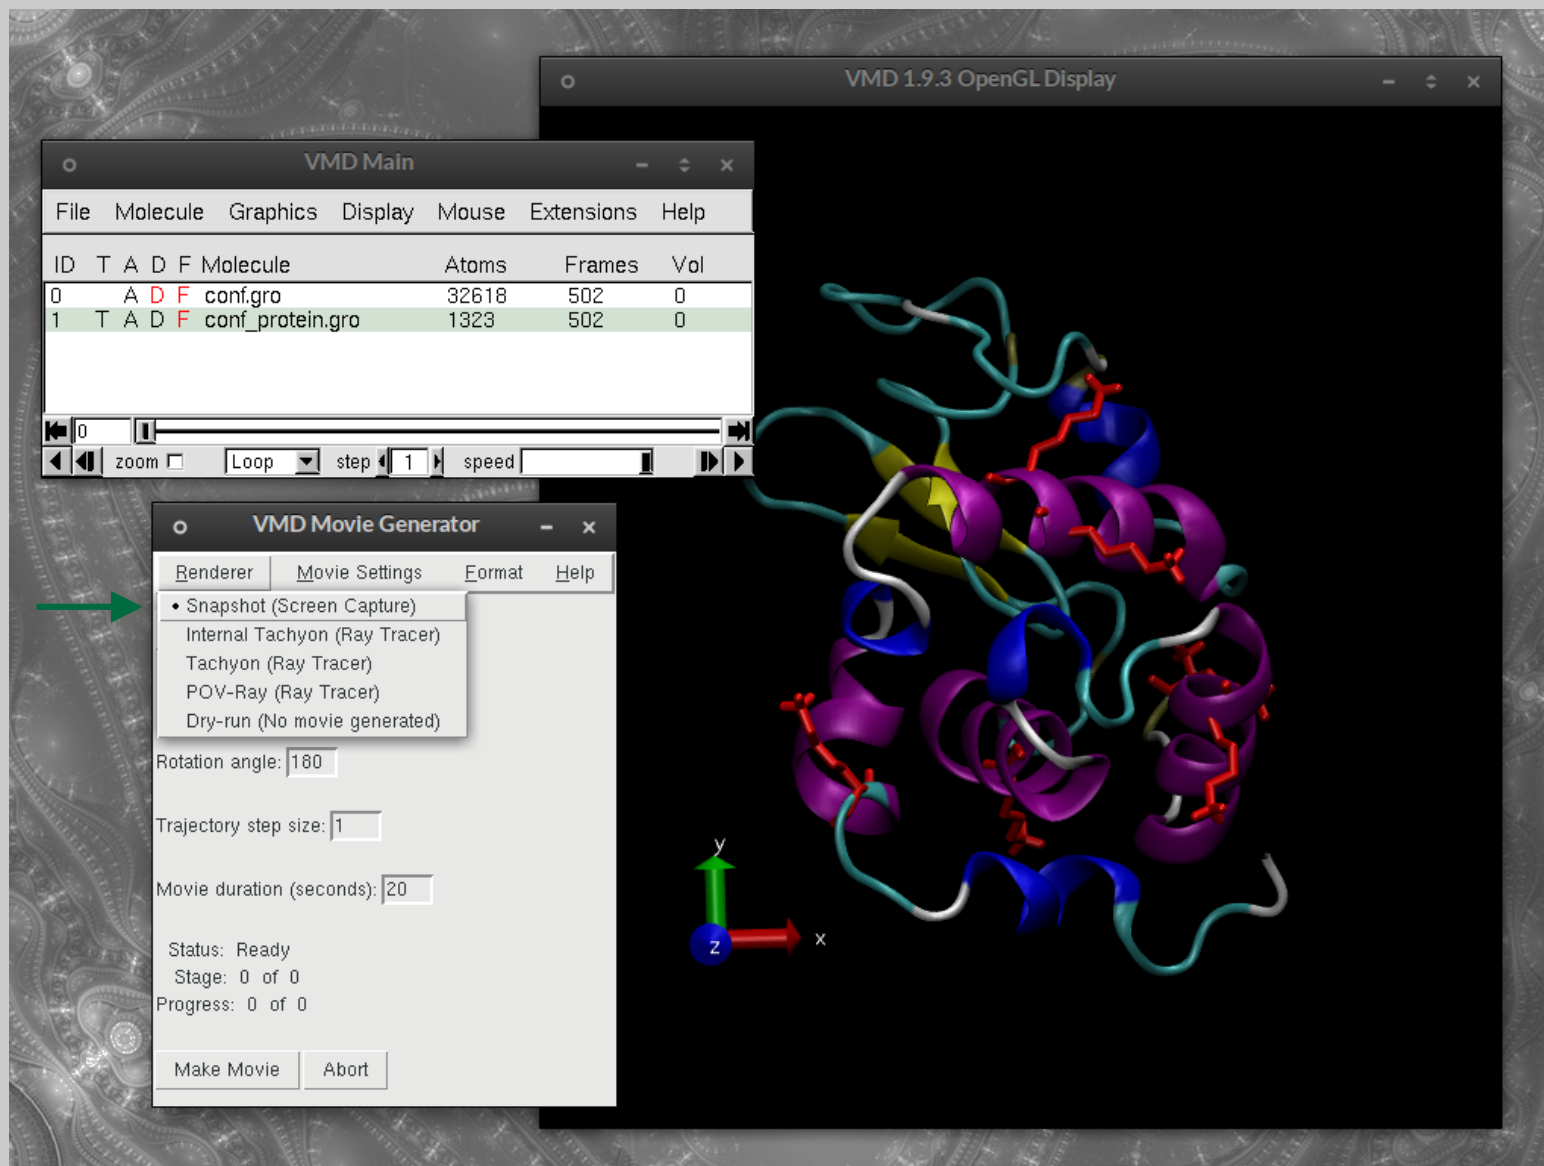 VMD 1.9.3 OpenGL Display
VMD Main
File Molecule Graphics Display Mouse Extensions Help
ID T A D F Molecule Atoms Frames Vol
0 A D F conf.gro 32618 502 0
1 T A D F conf_protein.gro 1323 502 0
0
zoom Loop step 1 speed
VMD Movie Generator
Renderer Movie Settings Format Help
Snapshot (Screen Capture)
Internal Tachyon (Ray Tracer)
Tachyon (Ray Tracer)
POV-Ray (Ray Tracer)
Dry-run (No movie generated)
Rotation angle: 180
Trajectory step size: 1
Movie duration (seconds): 20
Status: Ready
Stage: 0 of 0
Progress: 0 of 0
Make Movie Abort
y
z
x